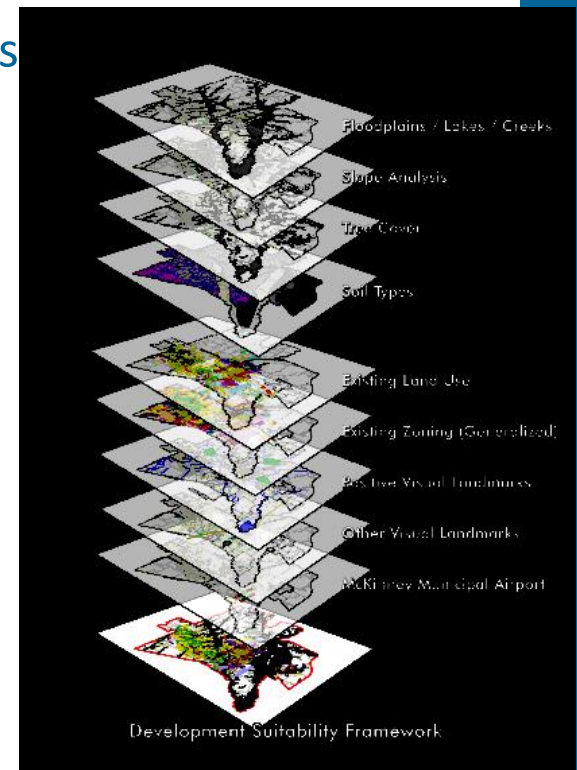 s
Floodplains / Lakes / Creeks
Slope Analysis
Tree Cover
Soil Types
Existing Land Use
Existing Zoning (Generalized)
Positive Visual Landmarks
Other Visual Landmarks
McKinney Municipal Airport
Development Suitability Framework